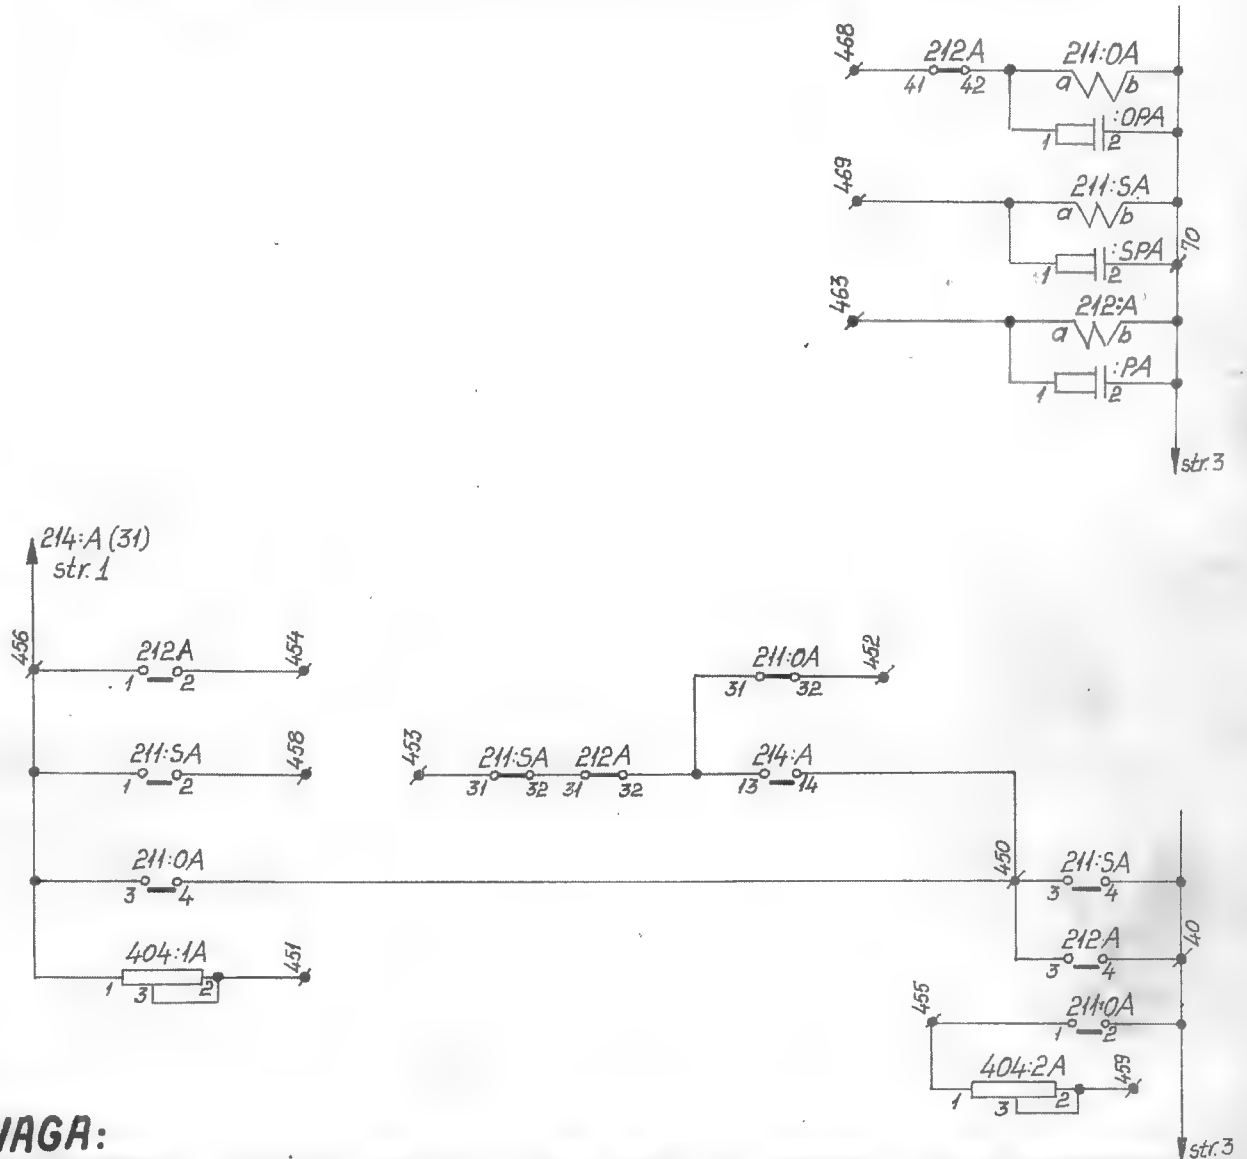 468
212A
211:0A
41
42
a
b
:OPA
1
2
469
211:SA
a
b
:SPA
1
2
70
463
212:A
a
b
:PA
1
2
str.3
214:A (31)
str. 1
456
212A
454
1
2
211:0A
452
31
32
211:SA
458
1
2
453
211:SA
212A
214:A
31
32
31
32
13
14
211:0A
3
4
450
211:SA
3
4
404:1A
451
1
3
2
212:A
40
3
4
455
211:0A
1
2
404:2A
459
1
3
2
WAGA:
str.3